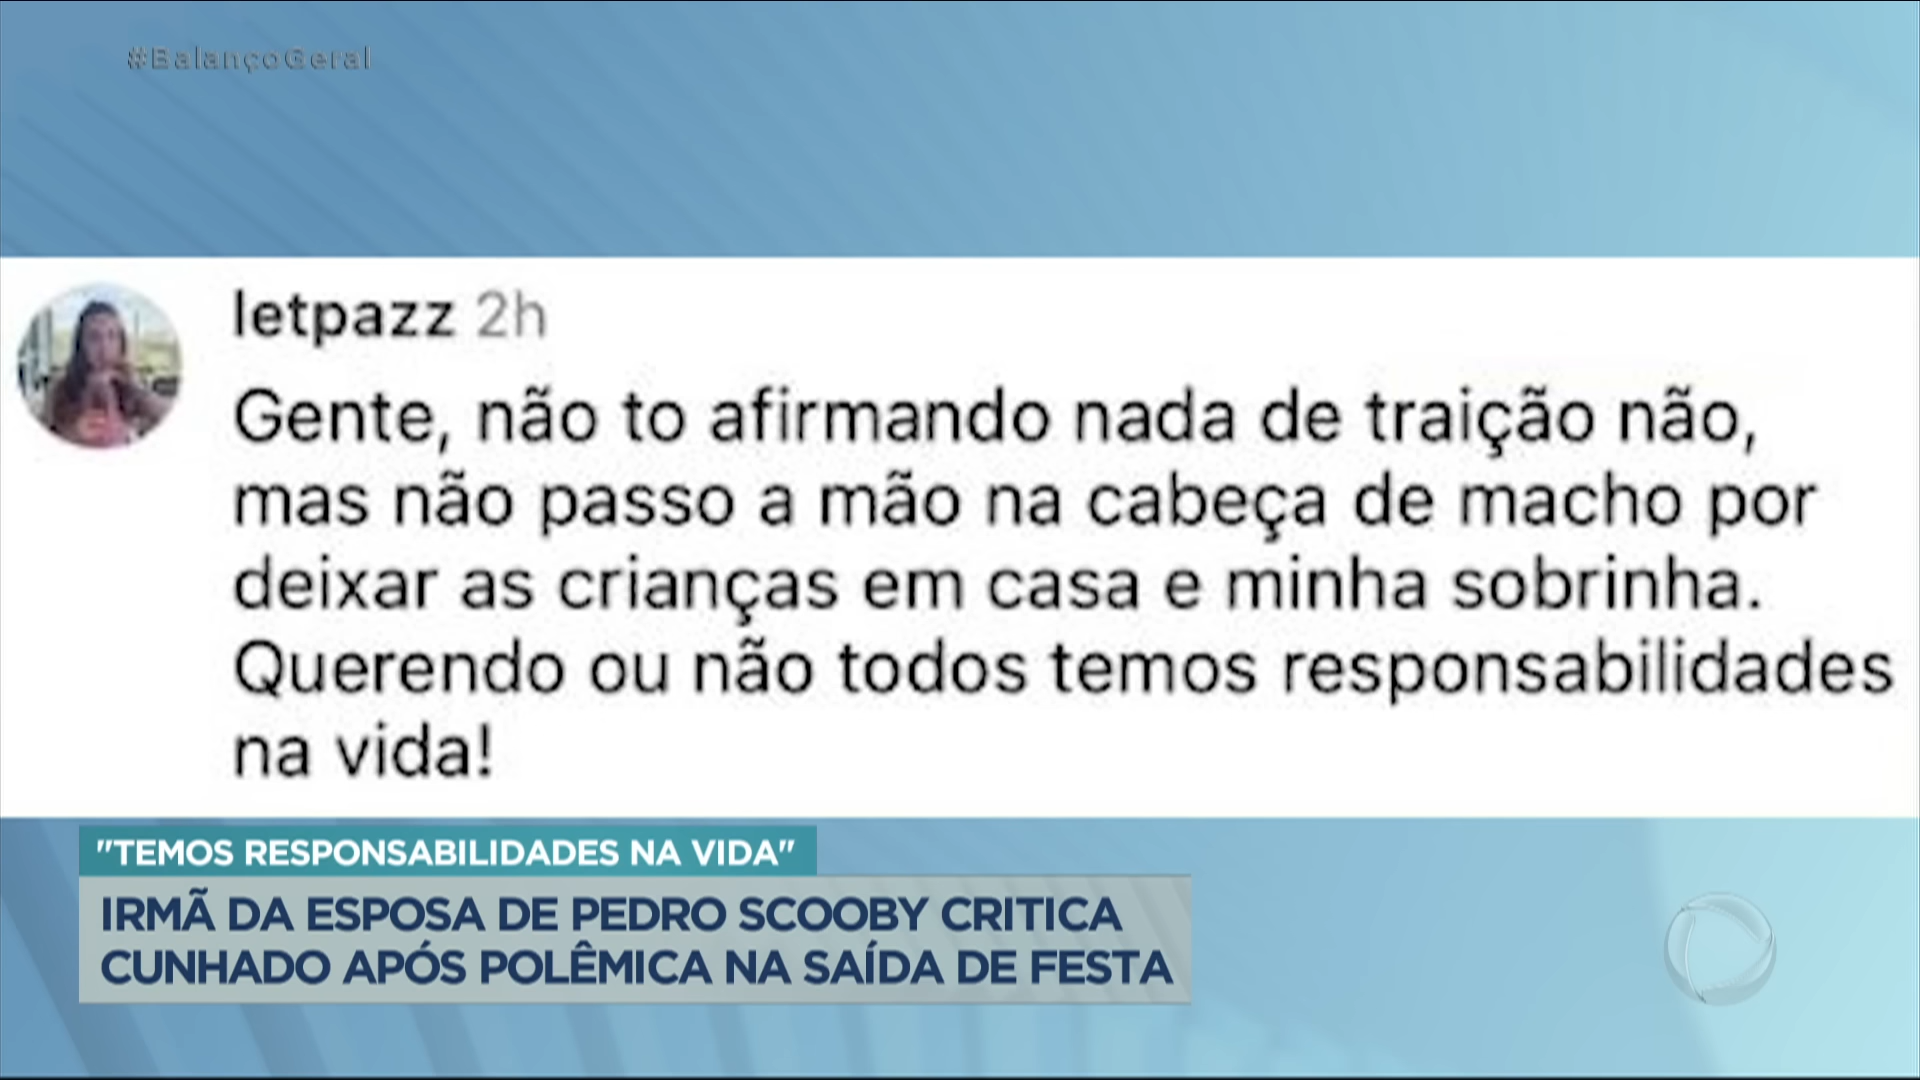 #BalançoGeral
letpazz 2h
Gente, não to afirmando nada de traição não,
mas não passo a mão na cabeça de macho por
deixar as crianças em casa e minha sobrinha.
Querendo ou não todos temos responsabilidades
na vida!
"TEMOS RESPONSABILIDADES NA VIDA"
IRMÃ DA ESPOSA DE PEDRO SCOOBY CRITICA
CUNHADO APÓS POLÊMICA NA SAÍDA DE FESTA